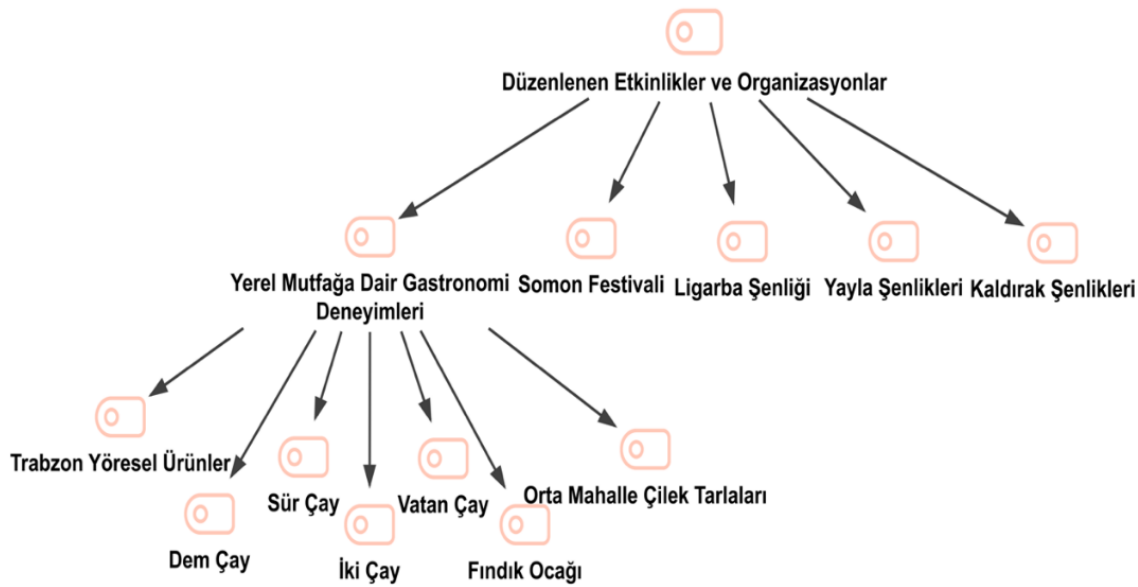 Düzenlenen Etkinlikler ve Organizasyonlar
Yerel Mutfağa Dair Gastronomi
Deneyimleri
Somon Festivali
Ligarba Şenliği
Yayla Şenlikleri
Kaldırak Şenlikleri
Trabzon Yöresel Ürünler
Dem Çay
Sür Çay
İki Çay
Vatan Çay
Fındık Ocağı
Orta Mahalle Çilek Tarlaları